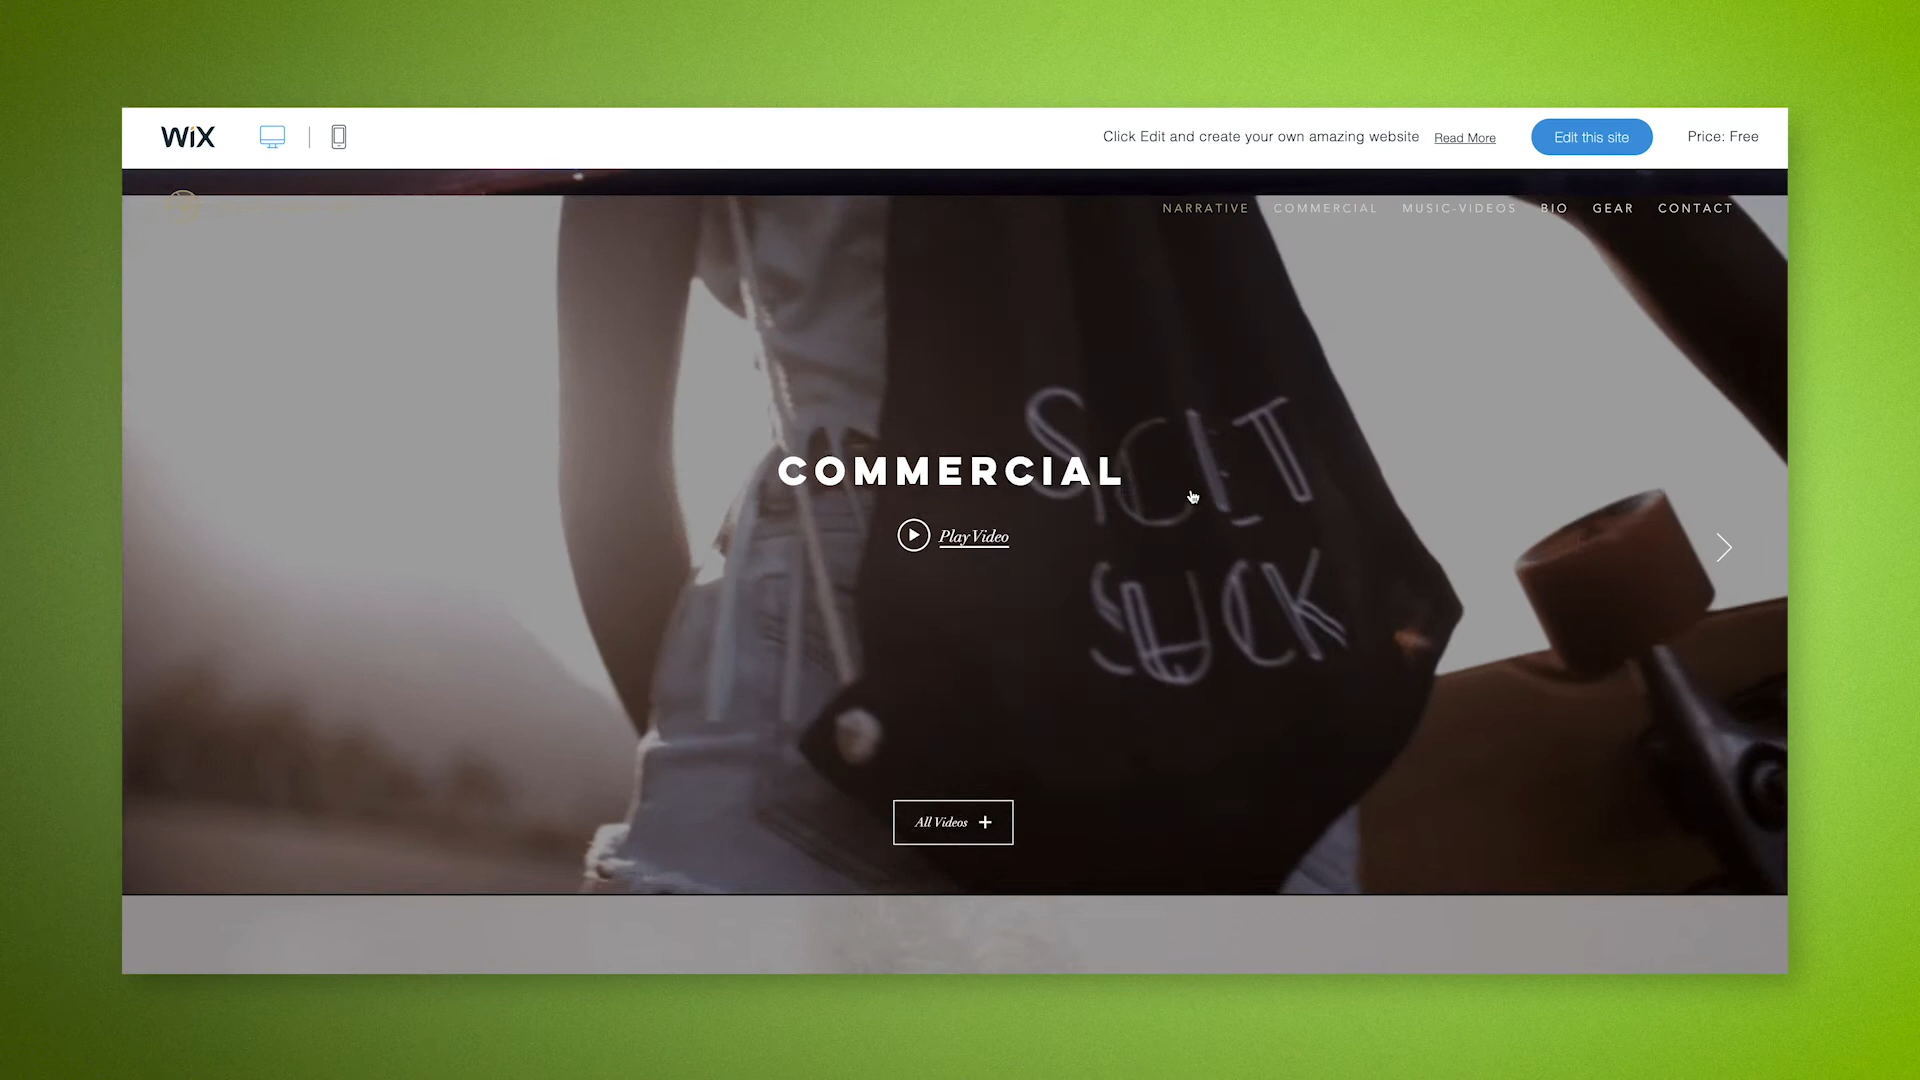 WiX
Click Edit and create your own amazing website Read More Edit this site Price: Free
NARRATIVE COMMERCIAL MUSIC-VIDEOS BIO GEAR CONTACT
COMMERCIAL
Play Video
SUCK
All Videos +